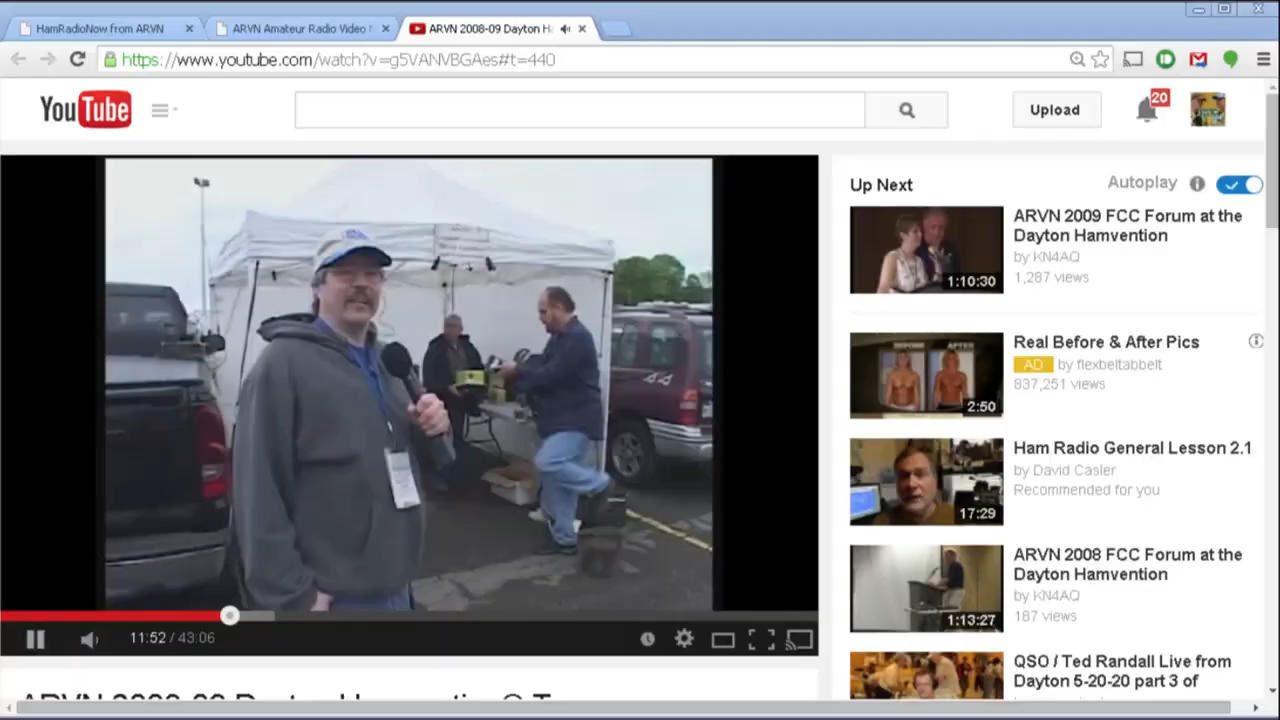 HamRadioNow from ARVN
ARVN Amateur Radio Video
ARVN 2008-09 Dayton H
https://www.youtube.com/watch?v=g5VANVBGAes#t=440
YouTube
Upload
20
Up Next
Autoplay
ARVN 2009 FCC Forum at the
Dayton Hamvention
by KN4AQ
1,287 views
1:10:30
Real Before & After Pics
AD by flexbeltabbelt
837,251 views
BEFORE AFTER
2:50
Ham Radio General Lesson 2.1
by David Casler
Recommended for you
17:29
ARVN 2008 FCC Forum at the
Dayton Hamvention
by KN4AQ
187 views
1:13:27
QSO / Ted Randall Live from
Dayton 5-20-20 part 3 of
11:52 / 43:06